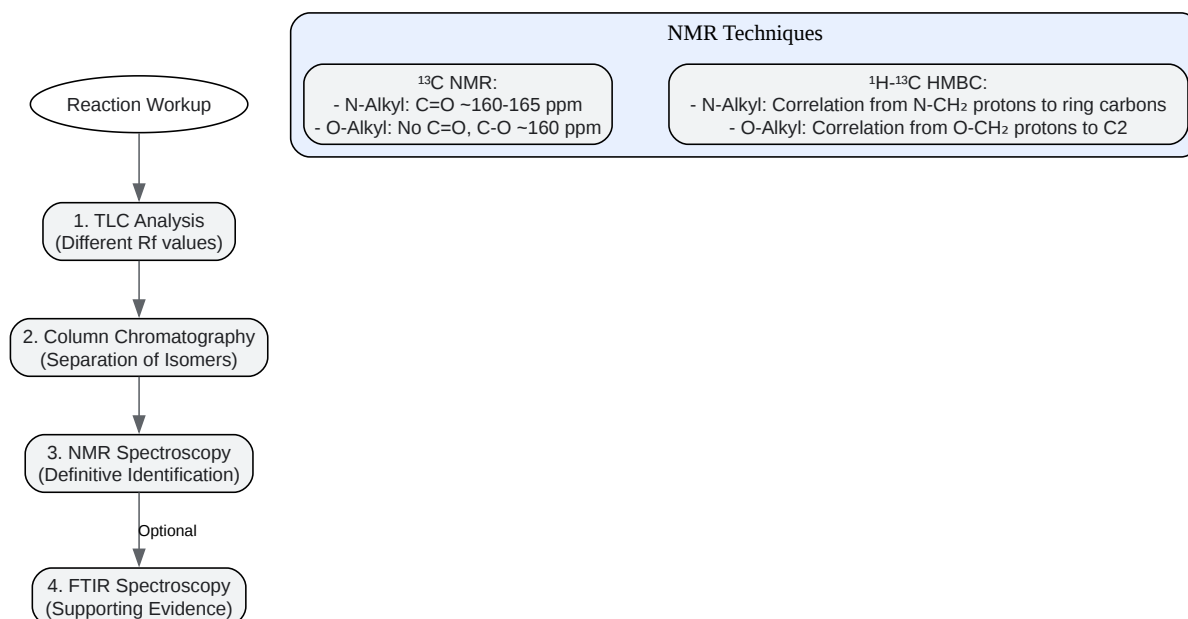 NMR Techniques
¹³C NMR:
- N-Alkyl: C=O ~160-165 ppm
- O-Alkyl: No C=O, C-O ~160 ppm
¹H-¹³C HMBC:
- N-Alkyl: Correlation from N-CH₂ protons to ring carbons
- O-Alkyl: Correlation from O-CH₂ protons to C2
Reaction Workup
1. TLC Analysis
(Different Rf values)
2. Column Chromatography
(Separation of Isomers)
3. NMR Spectroscopy
(Definitive Identification)
Optional
4. FTIR Spectroscopy
(Supporting Evidence)